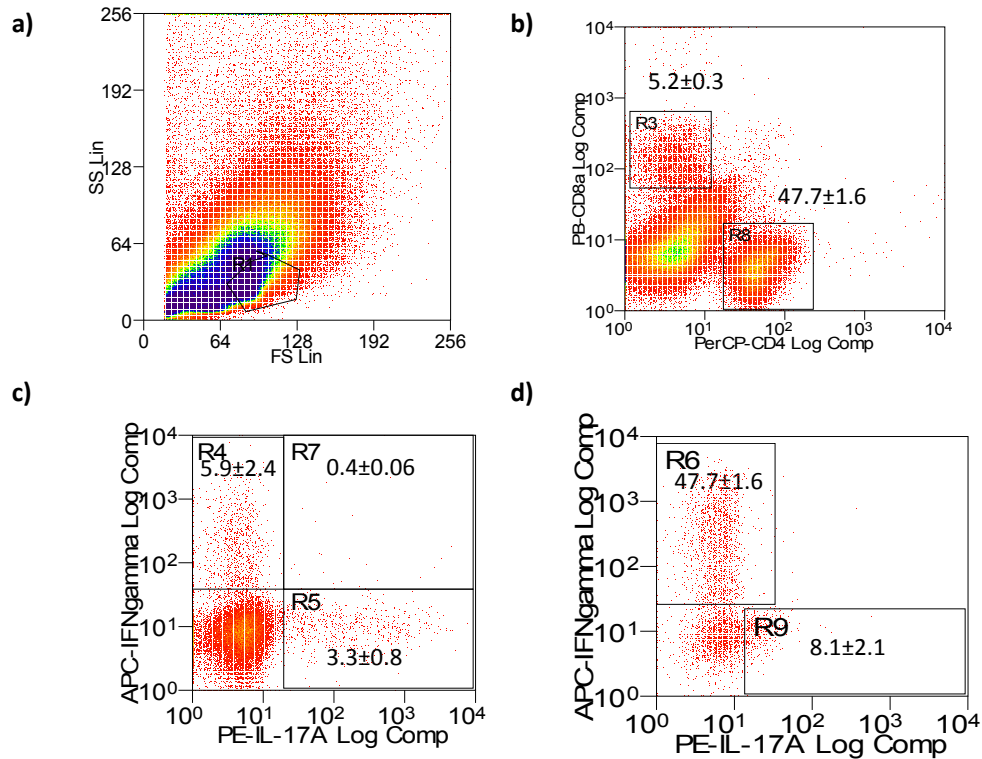 a)
256
192
128
64
0
SS_Lin
0 64 128 192 256
FS Lin
b)
10⁴
10³
10²
10¹
10⁰
PB-CD8a Log Comp
5.2±0.3
R3
47.7±1.6
R8
10⁰ 10¹ 10² 10³ 10⁴
PerCP-CD4 Log Comp
c)
10⁴
10³
10²
10¹
10⁰
APC-IFNgamma Log Comp
R4
5.9±2.4
R7
0.4±0.06
R5
3.3±0.8
10⁰ 10¹ 10² 10³ 10⁴
PE-IL-17A Log Comp
d)
10⁴
10³
10²
10¹
10⁰
APC-IFNgamma Log Comp
R6
47.7±1.6
R9
8.1±2.1
10⁰ 10¹ 10² 10³ 10⁴
PE-IL-17A Log Comp